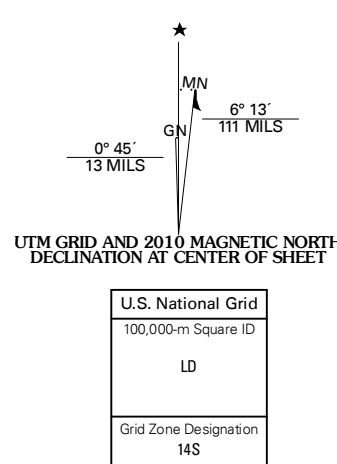 ★
MN
GN
6° 13´
111 MILS
0° 45´
13 MILS
UTM GRID AND 2010 MAGNETIC NORTH
DECLINATION AT CENTER OF SHEET
U.S. National Grid
100,000-m Square ID
LD
Grid Zone Designation
14S